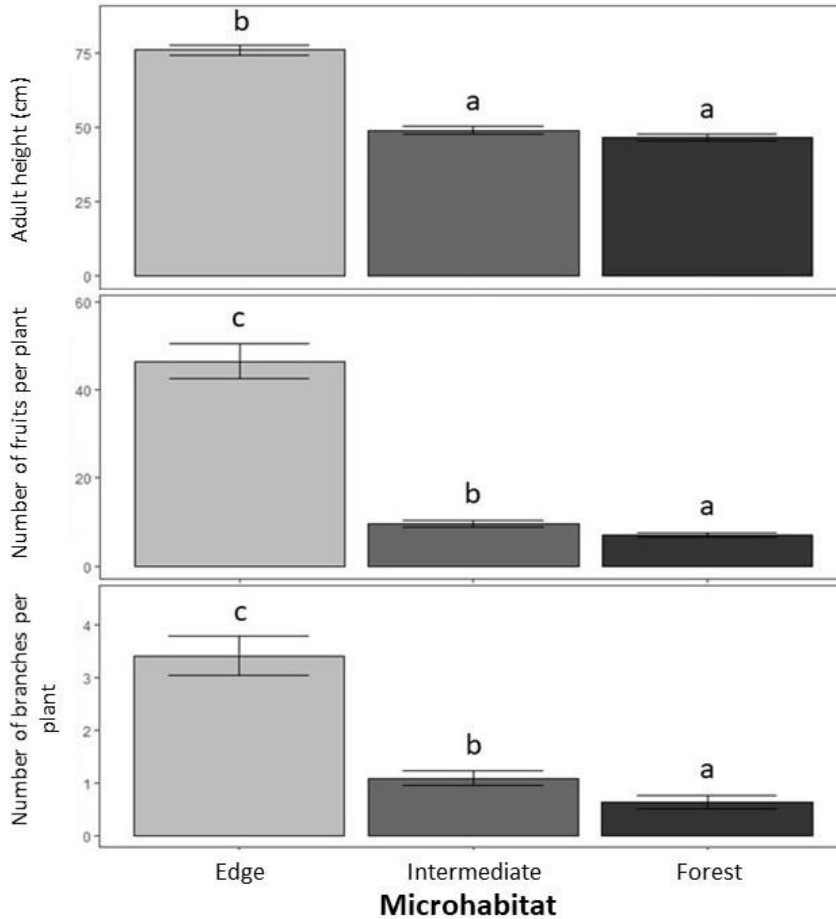 Adult height (cm)
75
50
25
0
b
a
a
Number of fruits per plant
60
40
20
0
c
b
a
Number of branches per
plant
4
3
2
1
0
c
b
a
Edge
Intermediate
Forest
Microhabitat